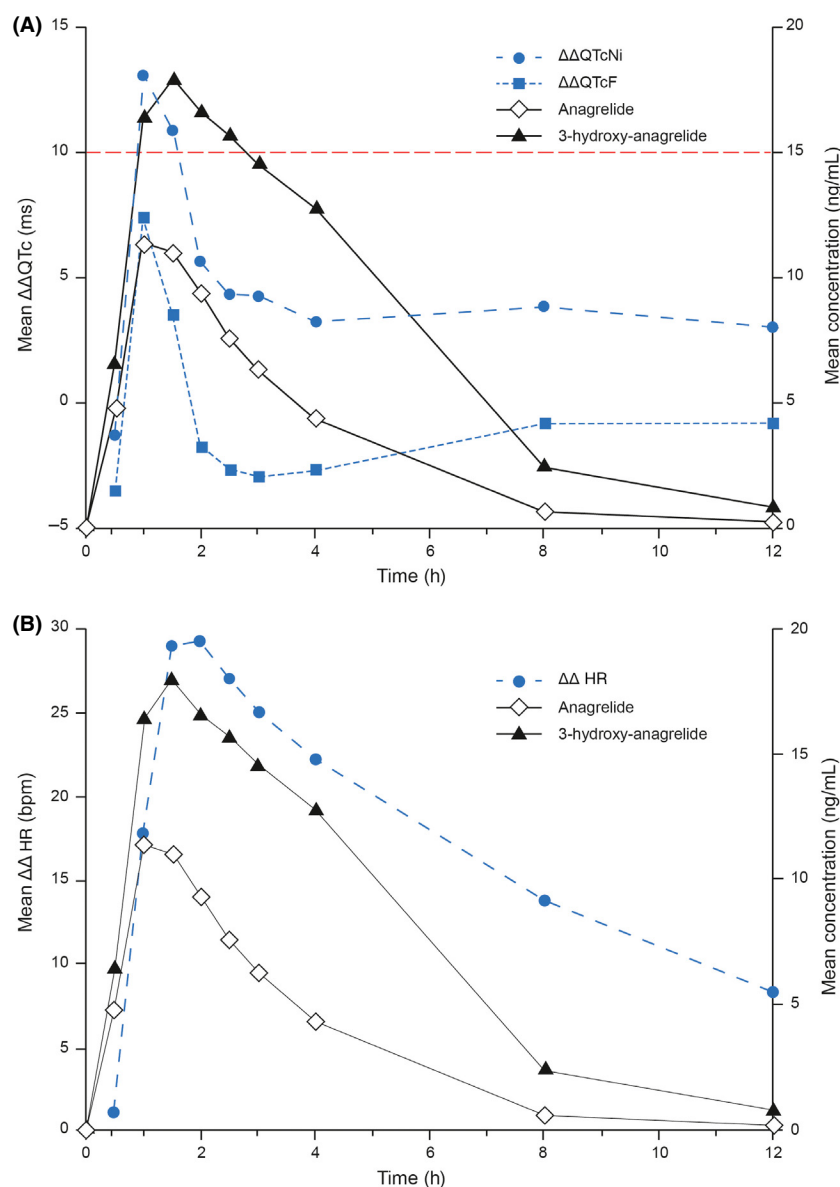 (A)
15
10
5
0
–5
Mean ΔΔQTc (ms)
ΔΔQTcNi
ΔΔQTcF
Anagrelide
3-hydroxy-anagrelide
20
15
10
5
0
Mean concentration (ng/mL)
0 2 4 6 8 10 12
Time (h)
(B)
30
25
20
15
10
5
0
Mean ΔΔ HR (bpm)
ΔΔ HR
Anagrelide
3-hydroxy-anagrelide
20
15
10
5
0
Mean concentration (ng/mL)
0 2 4 6 8 10 12
Time (h)